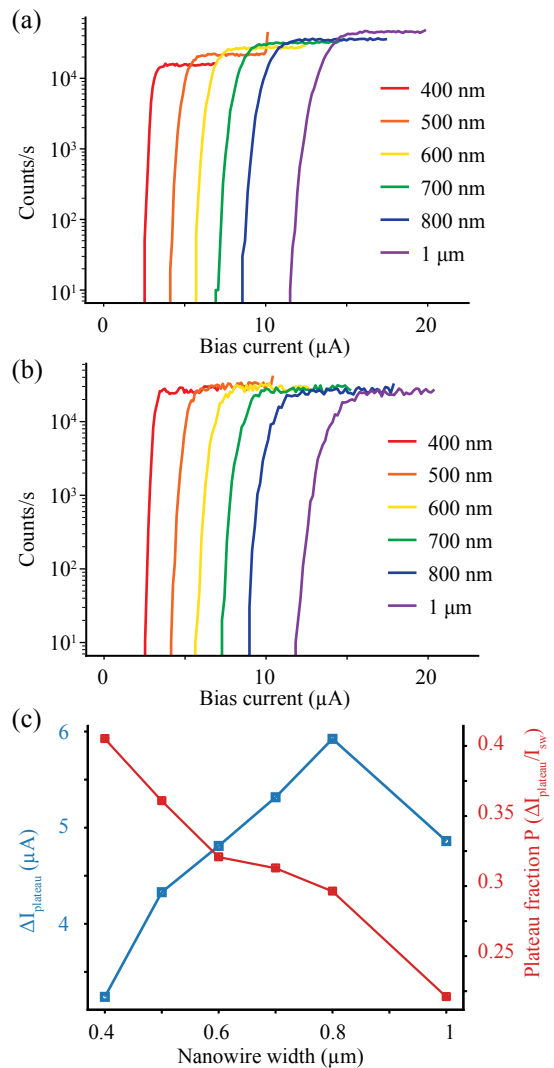 (a)
Counts/s
10⁴
10³
10²
10¹
400 nm
500 nm
600 nm
700 nm
800 nm
1 μm
0 10 20
Bias current (μA)
(b)
Counts/s
10⁴
10³
10²
10¹
400 nm
500 nm
600 nm
700 nm
800 nm
1 μm
0 10 20
Bias current (μA)
(c)
ΔI_plateau (μA)
6
5
4
Plateau fraction P (ΔI_plateau/I_sw)
0.4
0.35
0.3
0.25
0.4 0.6 0.8 1
Nanowire width (μm)